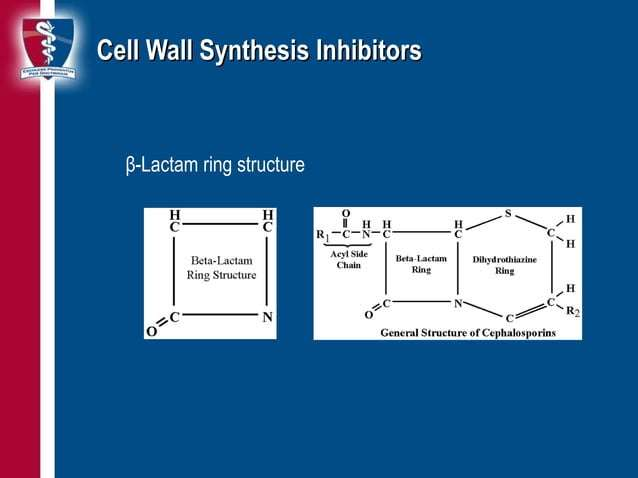 Cell Wall Synthesis Inhibitors
β-Lactam ring structure
H H
C C
Beta-Lactam
Ring Structure
C N
O
O S
H H H H
R1 C N C C C
H
Acyl Side
Chain
Beta-Lactam
Ring
Dihydrothiazine
Ring
H
C N C
O C R2
General Structure of Cephalosporins